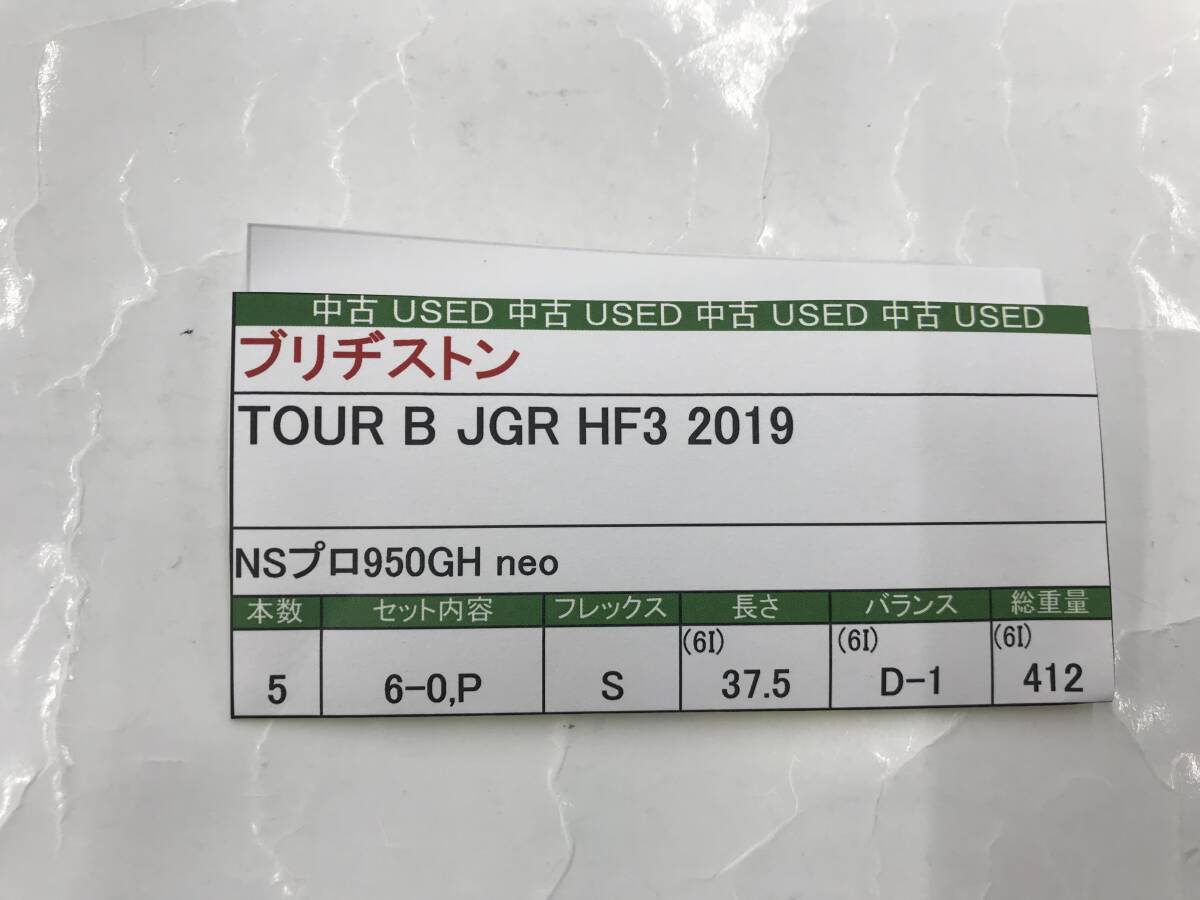 中古 USED 中古 USED 中古 USED 中古 USED
ブリヂストン
TOUR B JGR HF3 2019
NSプロ950GH neo
本数 セット内容 フレックス 長さ バランス 総重量
(6I) (6I) (6I)
5 6-0,P S 37.5 D-1 412